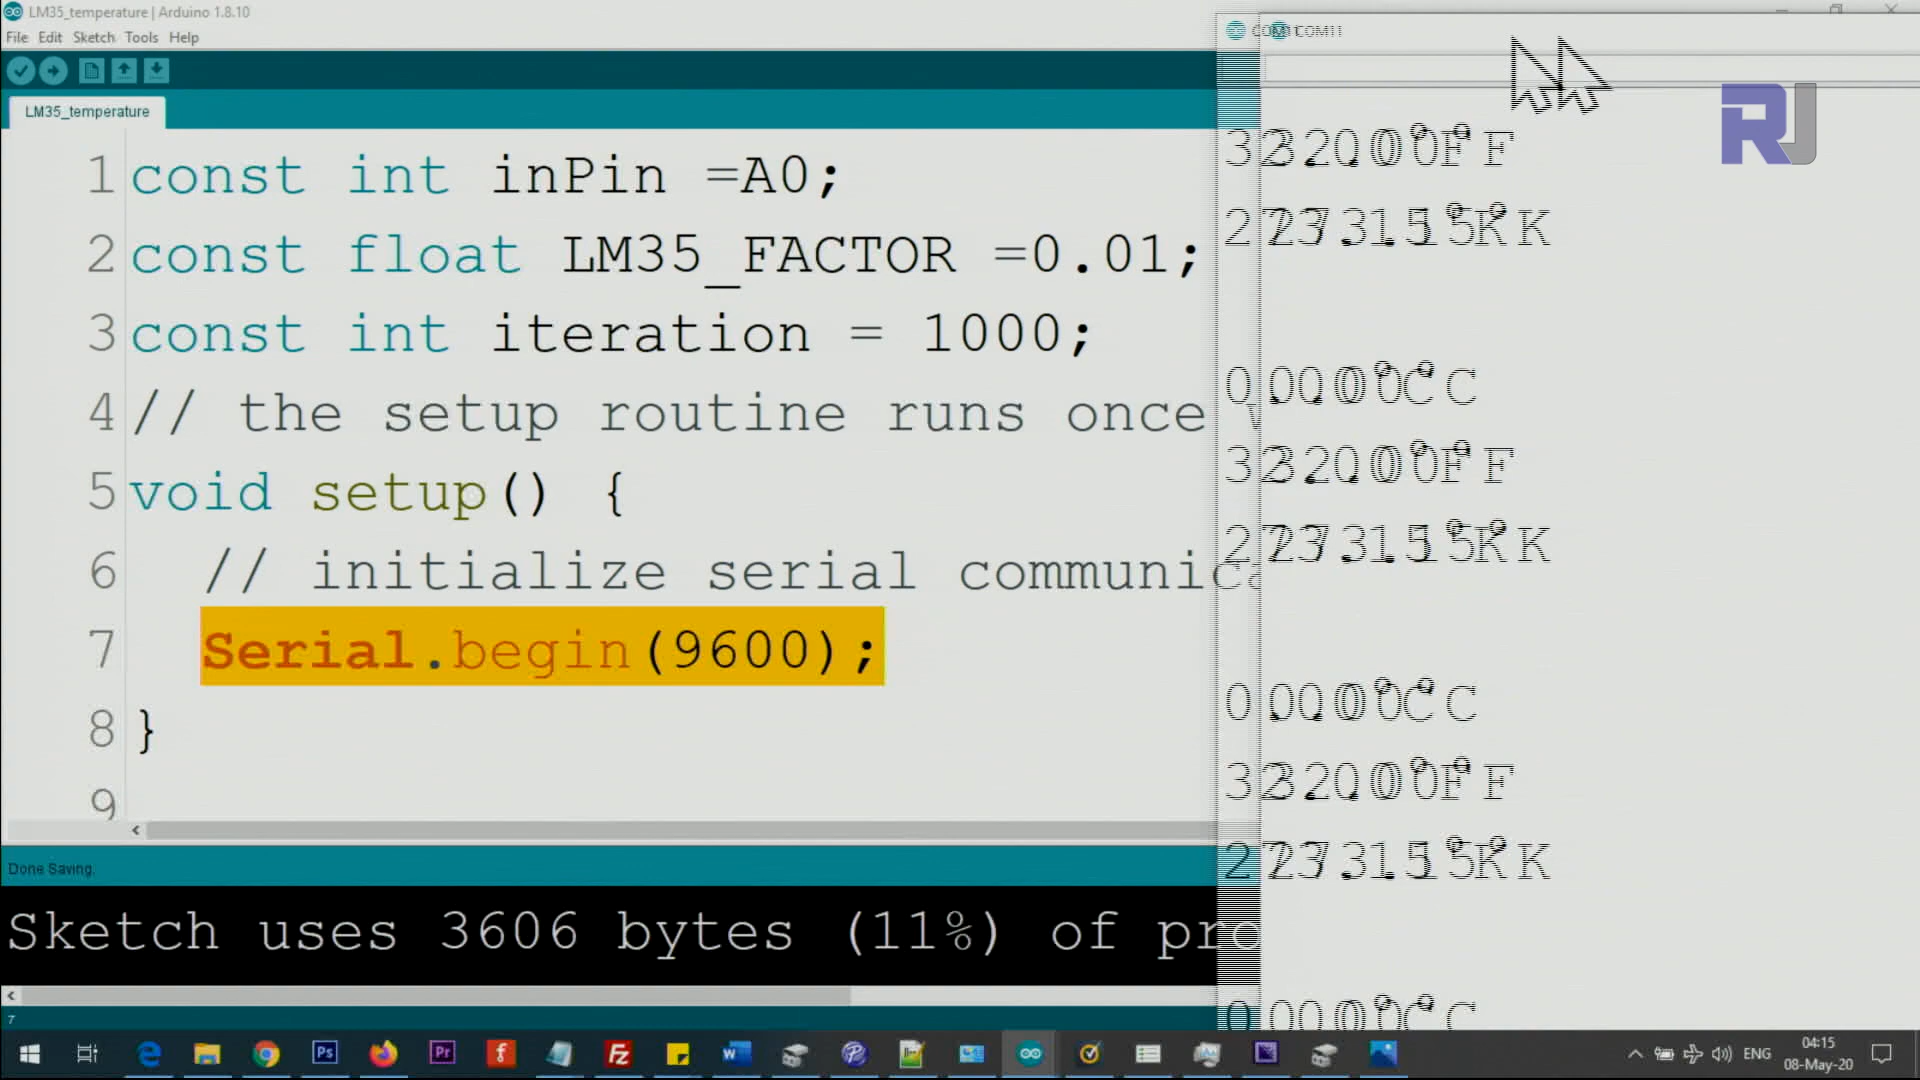 LM35_temperature | Arduino 1.8.10
File Edit Sketch Tools Help
LM35_temperature
1 const int inPin =A0;
2 const float LM35_FACTOR =0.01;
3 const int iteration = 1000;
4 // the setup routine runs once
5 void setup() {
6 // initialize serial communica
7 Serial.begin(9600);
8 }
9
Done Saving.
Sketch uses 3606 bytes (11%) of pro
7
COM11
RJ
32.00°F
273.15°K
0.00°C
32.00°F
273.15°K
0.00°C
32.00°F
273.15°K
0.00°C
ENG
04:15
08-May-20